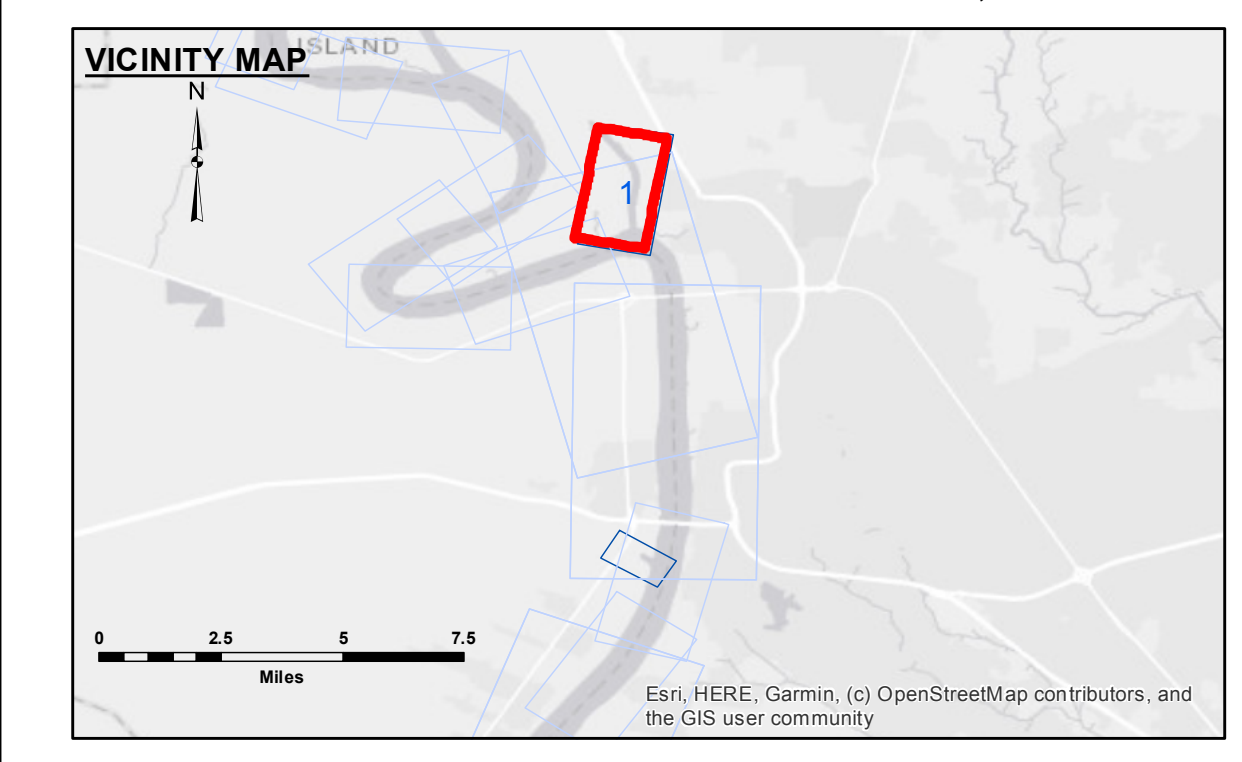 ISLAND
VICINITY MAP
N
1
0 2.5 5 7.5
Miles
Esri, HERE, Garmin, (c) OpenStreetMap contributors, and
the GIS user community